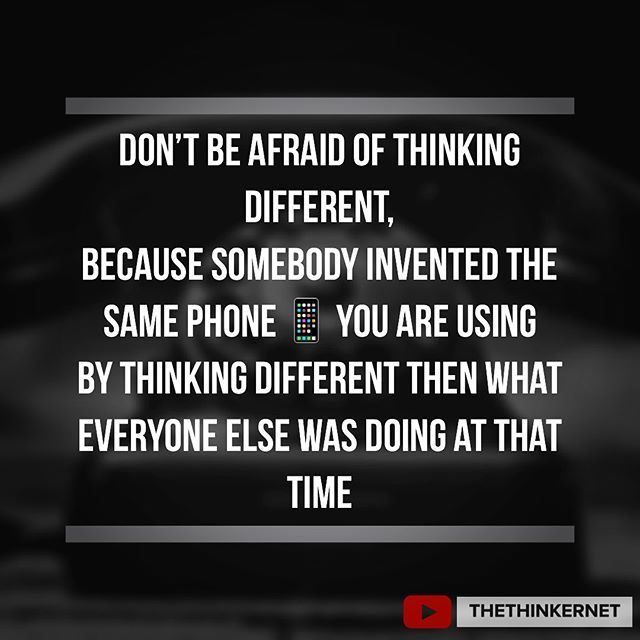 DON'T BE AFRAID OF THINKING
DIFFERENT,
BECAUSE SOMEBODY INVENTED THE
SAME PHONE 📱 YOU ARE USING
BY THINKING DIFFERENT THEN WHAT
EVERYONE ELSE WAS DOING AT THAT
TIME
THETHINKERNET